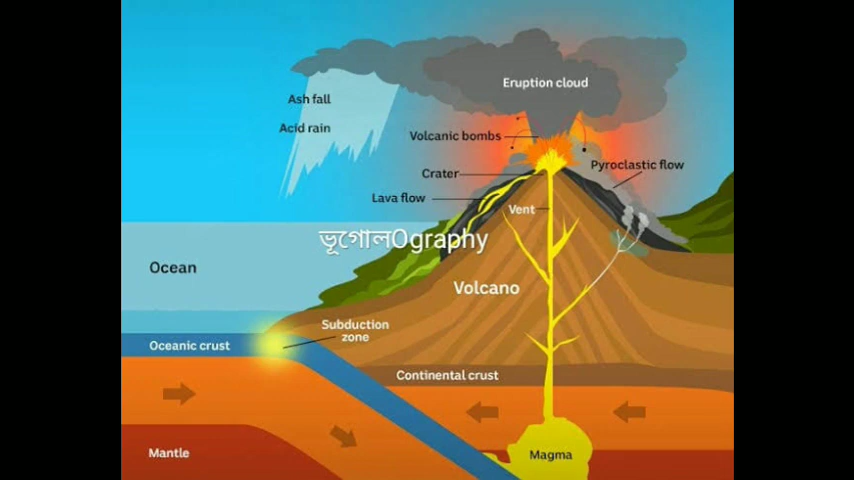 Eruption cloud
Ash fall
Acid rain
Volcanic bombs
Pyroclastic flow
Crater
Lava flow
Vent
ভূগোলOgraphy
Ocean
Volcano
Subduction
zone
Oceanic crust
Continental crust
Mantle
Magma